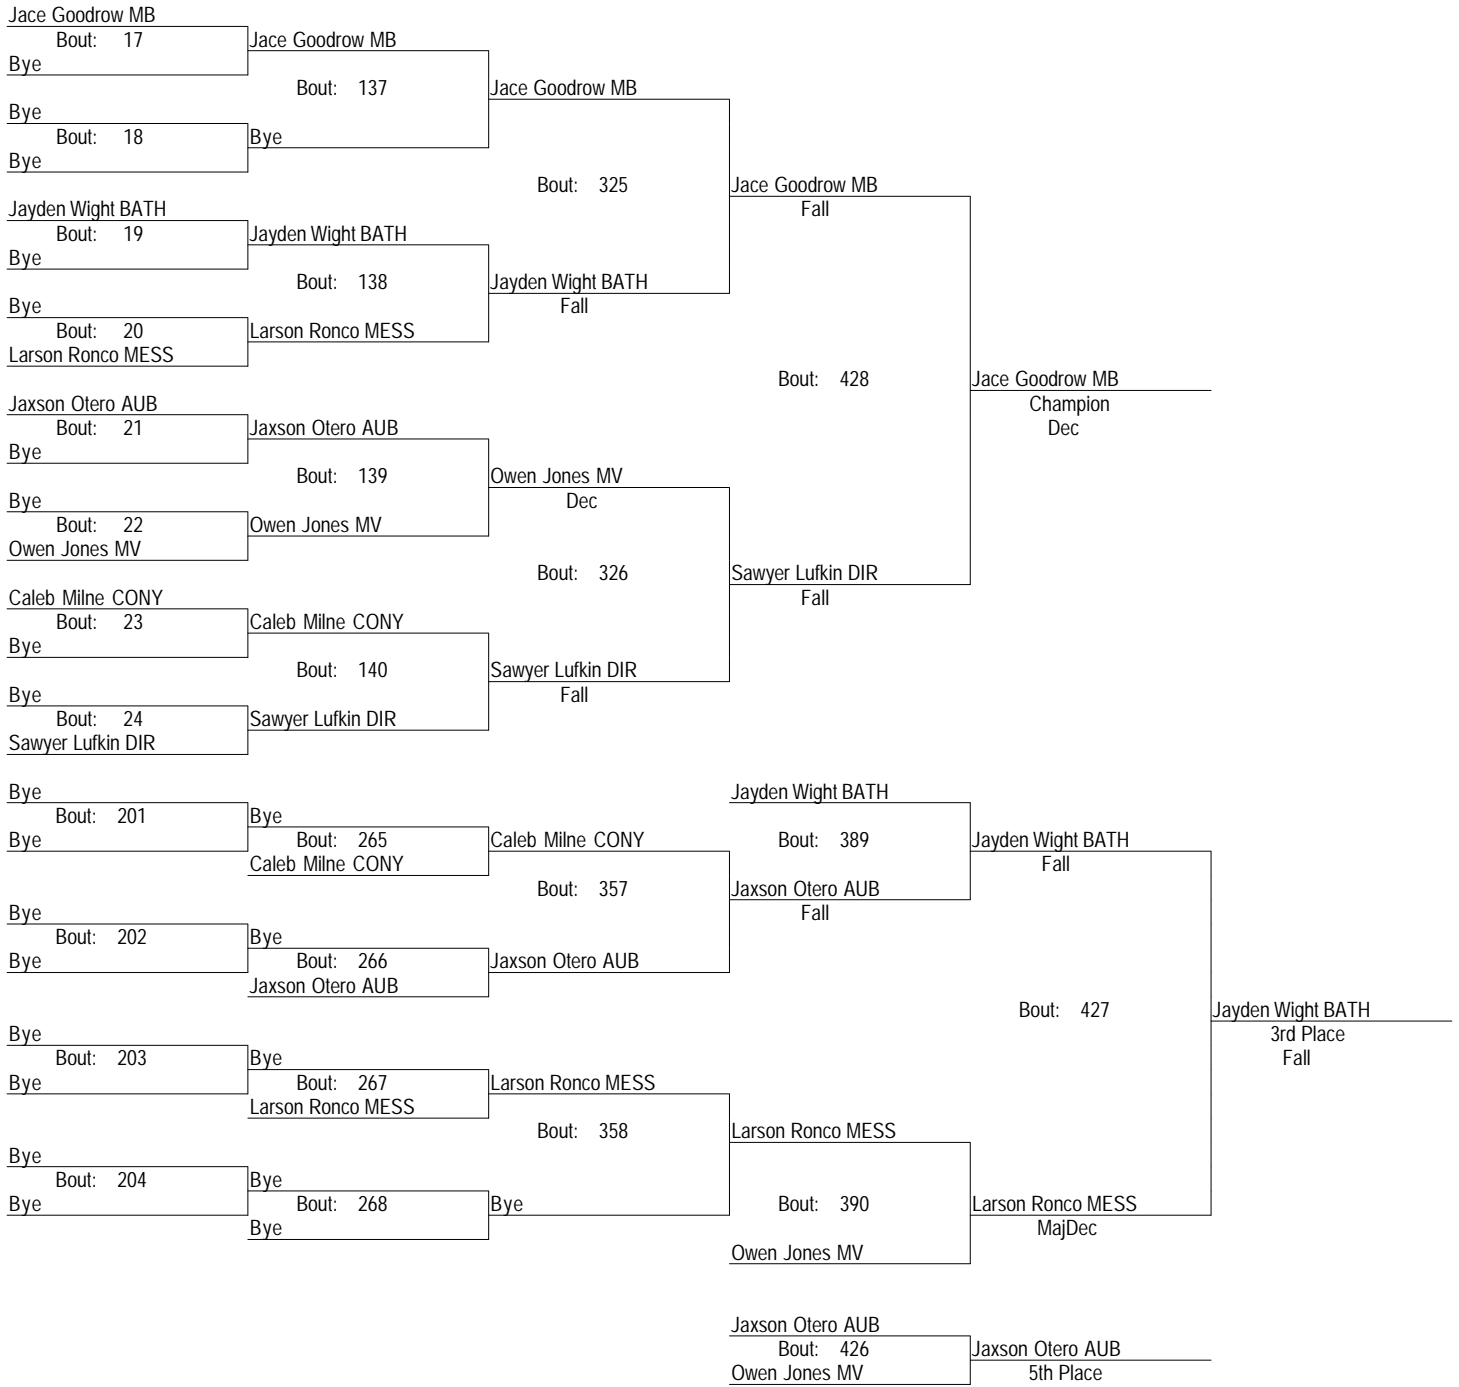 Jace Goodrow MB
Bout: 17
Jace Goodrow MB
Bye
Bout: 137
Jace Goodrow MB
Bye
Bout: 18
Bye
Bye
Bout: 325
Jace Goodrow MB
Fall
Jayden Wight BATH
Bout: 19
Jayden Wight BATH
Bye
Bout: 138
Jayden Wight BATH
Fall
Bye
Bout: 20
Larson Ronco MESS
Larson Ronco MESS
Bout: 428
Jace Goodrow MB
Champion
Dec
Jaxson Otero AUB
Bout: 21
Jaxson Otero AUB
Bye
Bout: 139
Owen Jones MV
Dec
Bye
Bout: 22
Owen Jones MV
Owen Jones MV
Bout: 326
Sawyer Lufkin DIR
Fall
Caleb Milne CONY
Bout: 23
Caleb Milne CONY
Bye
Bout: 140
Sawyer Lufkin DIR
Fall
Bye
Bout: 24
Sawyer Lufkin DIR
Sawyer Lufkin DIR
Bye
Bout: 201
Bye
Bye
Bout: 265
Caleb Milne CONY
Caleb Milne CONY
Jayden Wight BATH
Bout: 389
Jayden Wight BATH
Fall
Bout: 357
Jaxson Otero AUB
Fall
Bye
Bout: 202
Bye
Bye
Bout: 266
Jaxson Otero AUB
Jaxson Otero AUB
Bout: 427
Jayden Wight BATH
3rd Place
Fall
Bye
Bout: 203
Bye
Bye
Bout: 267
Larson Ronco MESS
Larson Ronco MESS
Bout: 358
Larson Ronco MESS
Bye
Bout: 204
Bye
Bye
Bout: 268
Bye
Bye
Bout: 390
Larson Ronco MESS
MajDec
Owen Jones MV
Jaxson Otero AUB
Bout: 426
Jaxson Otero AUB
Owen Jones MV
5th Place